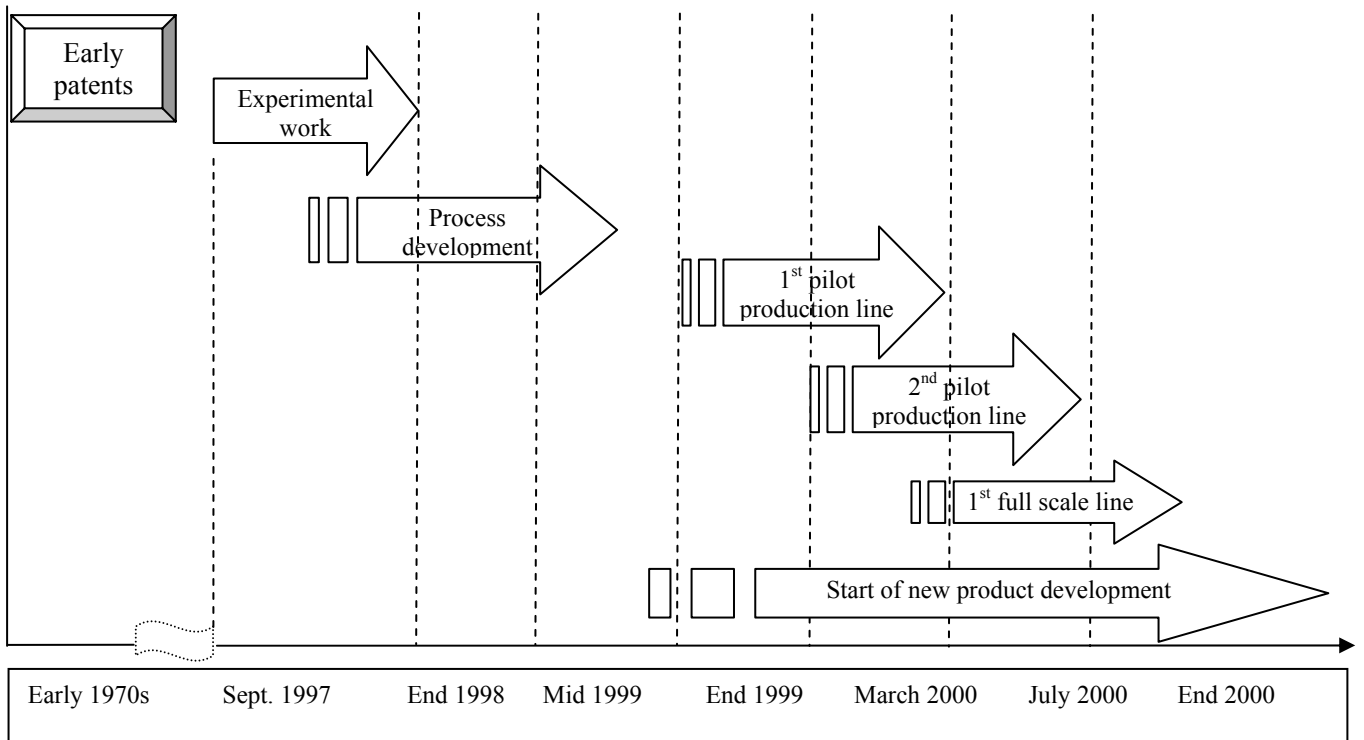 Early
patents
Experimental
work
Process
development
1st pilot
production line
2nd pilot
production line
1st full scale line
Start of new product development
Early 1970s Sept. 1997 End 1998 Mid 1999 End 1999 March 2000 July 2000 End 2000